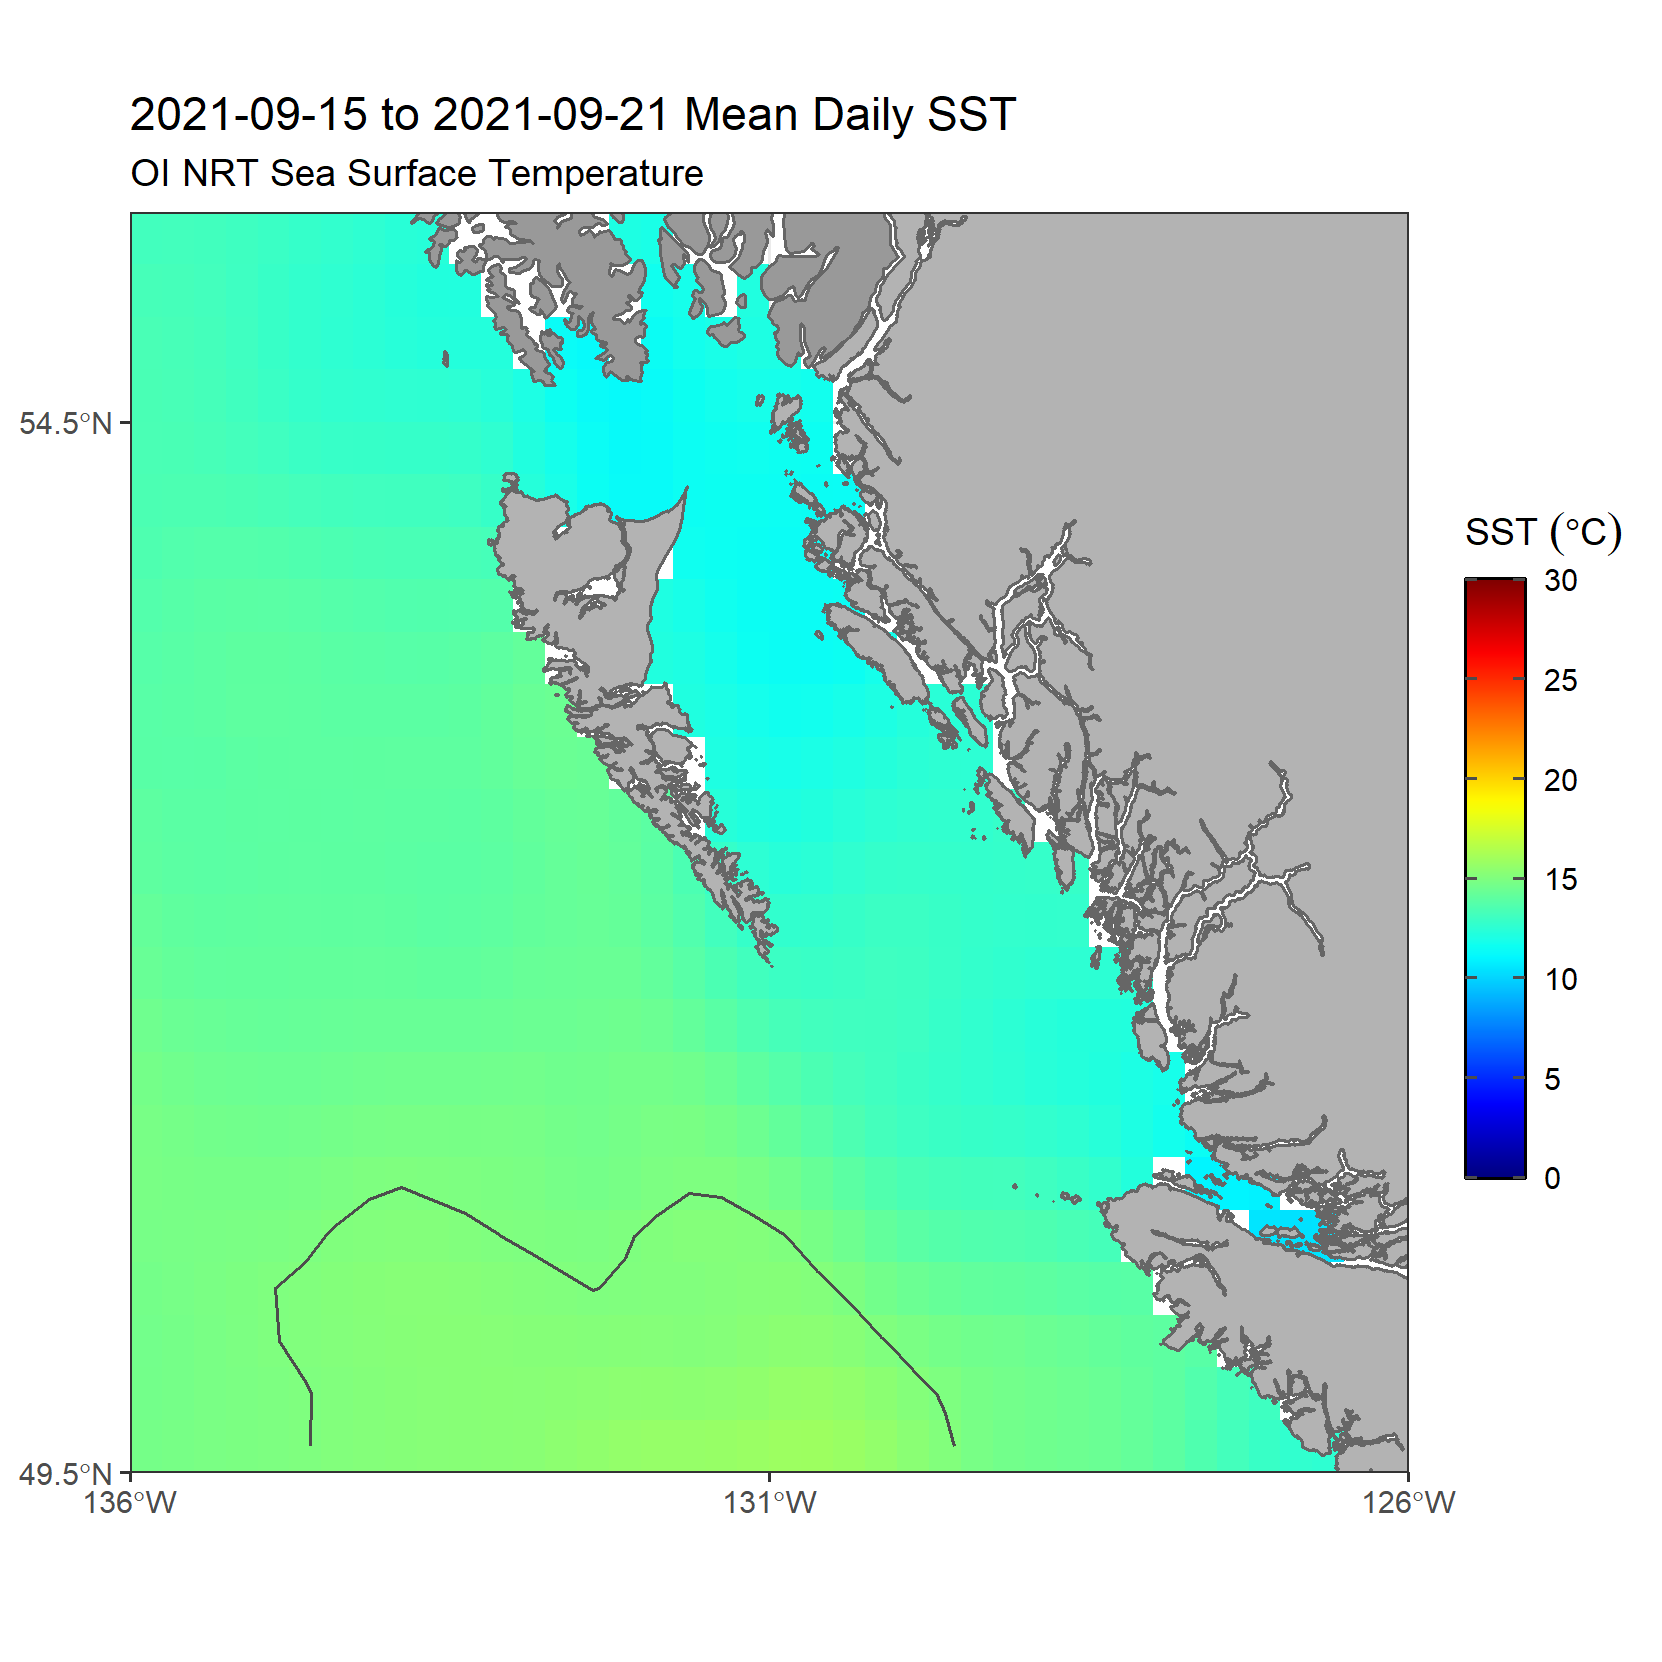 2021-09-15 to 2021-09-21 Mean Daily SST
OI NRT Sea Surface Temperature
54.5°N
49.5°N
136°W
131°W
126°W
SST (°C)
30
25
20
15
10
5
0